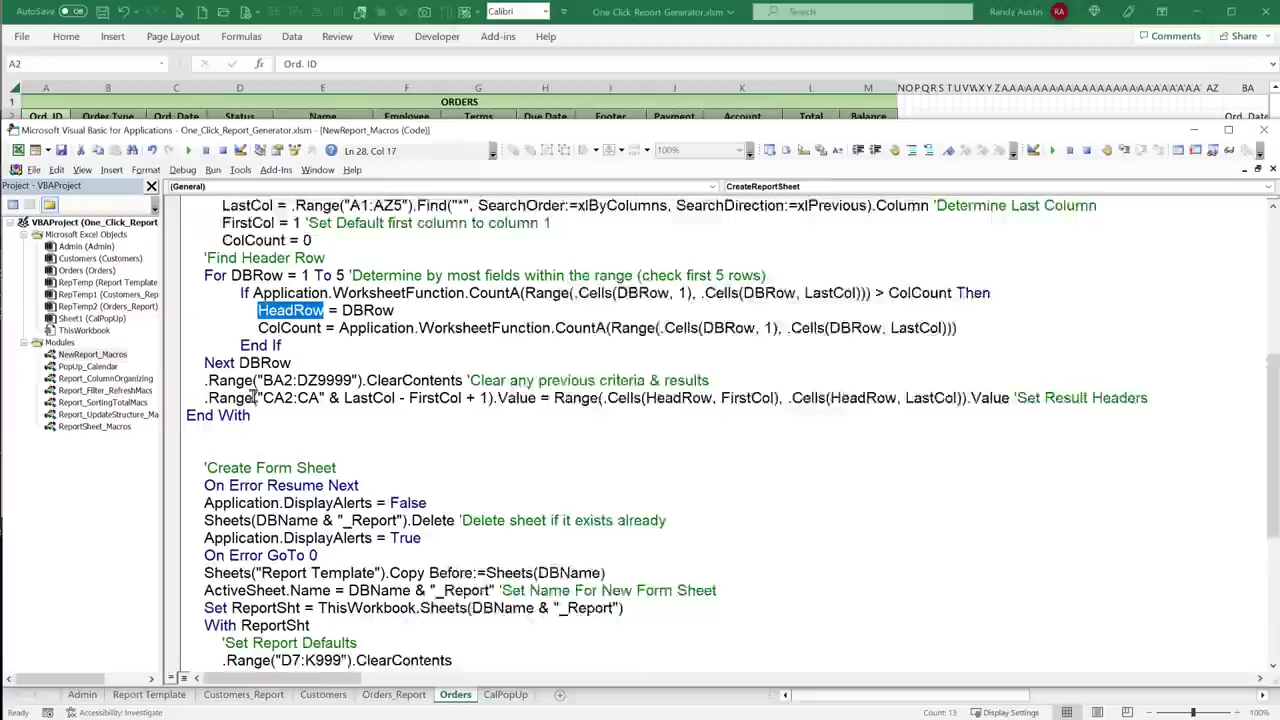 AutoSave Off Calibri One Click Report Generator.xlsm Search Randy Austin RA
File Home Insert Page Layout Formulas Data Review View Developer Add-ins Help Comments Share
A2 fx Ord. ID
A B C D E F G H I J K L M AZ BA
1 ORDERS
Ord. ID Order Type Ord. Date Status Name Employee Terms Due Date Footer Payment Account Total Balance
Microsoft Visual Basic for Applications - One_Click_Report_Generator.xlsm - [NewReport_Macros (Code)]
Ln 28, Col 17 100%
File Edit View Insert Format Debug Run Tools Add-Ins Window Help
Project - VBAProject
(General) CreateReportSheet
VBAProject (One_Click_Report
Microsoft Excel Objects
Admin (Admin)
Customers (Customers)
Orders (Orders)
RepTemp (Report Template
RepTemp1 (Customers_Rep
RepTemp2 (Orders_Report)
Sheet1 (CalPopUp)
ThisWorkbook
Modules
NewReport_Macros
PopUp_Calendar
Report_ColumnOrganizing
Report_Filter_RefreshMacs
Report_SortingTotalMacs
Report_UpdateStructure_Ma
ReportSheet_Macros
LastCol = .Range("A1:AZ5").Find("*", SearchOrder:=xlByColumns, SearchDirection:=xlPrevious).Column 'Determine Last Column
FirstCol = 1 'Set Default first column to column 1
ColCount = 0
'Find Header Row
For DBRow = 1 To 5 'Determine by most fields within the range (check first 5 rows)
If Application.WorksheetFunction.CountA(Range(.Cells(DBRow, 1), .Cells(DBRow, LastCol))) > ColCount Then
HeadRow = DBRow
ColCount = Application.WorksheetFunction.CountA(Range(.Cells(DBRow, 1), .Cells(DBRow, LastCol)))
End If
Next DBRow
.Range("BA2:DZ9999").ClearContents 'Clear any previous criteria & results
.Range("CA2:CA" & LastCol - FirstCol + 1).Value = Range(.Cells(HeadRow, FirstCol), .Cells(HeadRow, LastCol)).Value 'Set Result Headers
End With
'Create Form Sheet
On Error Resume Next
Application.DisplayAlerts = False
Sheets(DBName & "_Report").Delete 'Delete sheet if it exists already
Application.DisplayAlerts = True
On Error GoTo 0
Sheets("Report Template").Copy Before:=Sheets(DBName)
ActiveSheet.Name = DBName & "_Report" 'Set Name For New Form Sheet
Set ReportSht = ThisWorkbook.Sheets(DBName & "_Report")
With ReportSht
'Set Report Defaults
.Range("D7:K999").ClearContents
Admin Report Template Customers_Report Customers Orders_Report Orders CalPopUp
Ready Accessibility: Investigate Count: 13 Display Settings 100%